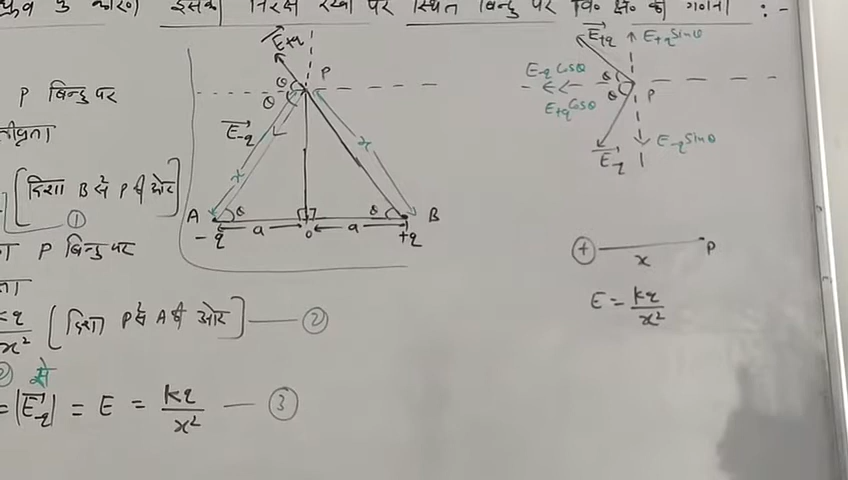 के कारण इसकी निरक्ष रेखा पर स्थित बिन्दु पर वि० क्षे० की गणना :-
P बिन्दु पर
तीव्रता
[दिशा B से P की ओर]
①
P बिन्दु पर
kq/x² [दिशा P से A की ओर] — ②
से
= |E⃗-q| = E = kq/x² — ③
E⃗+q
P
θ
θ
E⃗-q
x
x
A θ θ B
-q a o a +q
E⃗+q E+q sinθ
E-q cosθ θ
E θ P
E+q cosθ
E⃗-q E-q sinθ
+ P
x
E = kq/x²